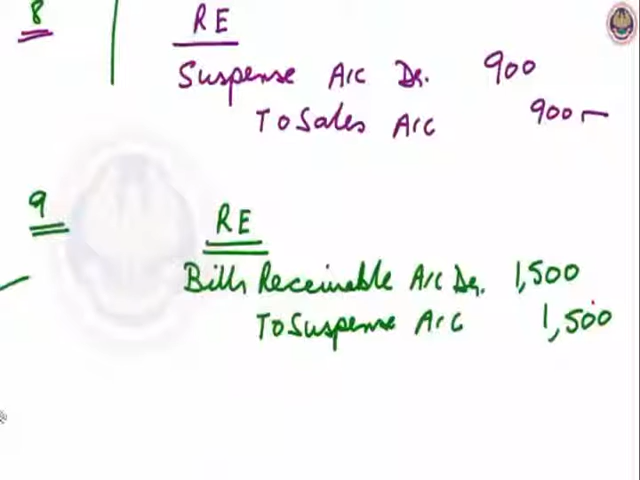 8
RE
Suspense A/c Dr. 900
To Sales A/c 900
9
RE
Bills Receivable A/c Dr. 1,500
To Suspense A/c 1,500